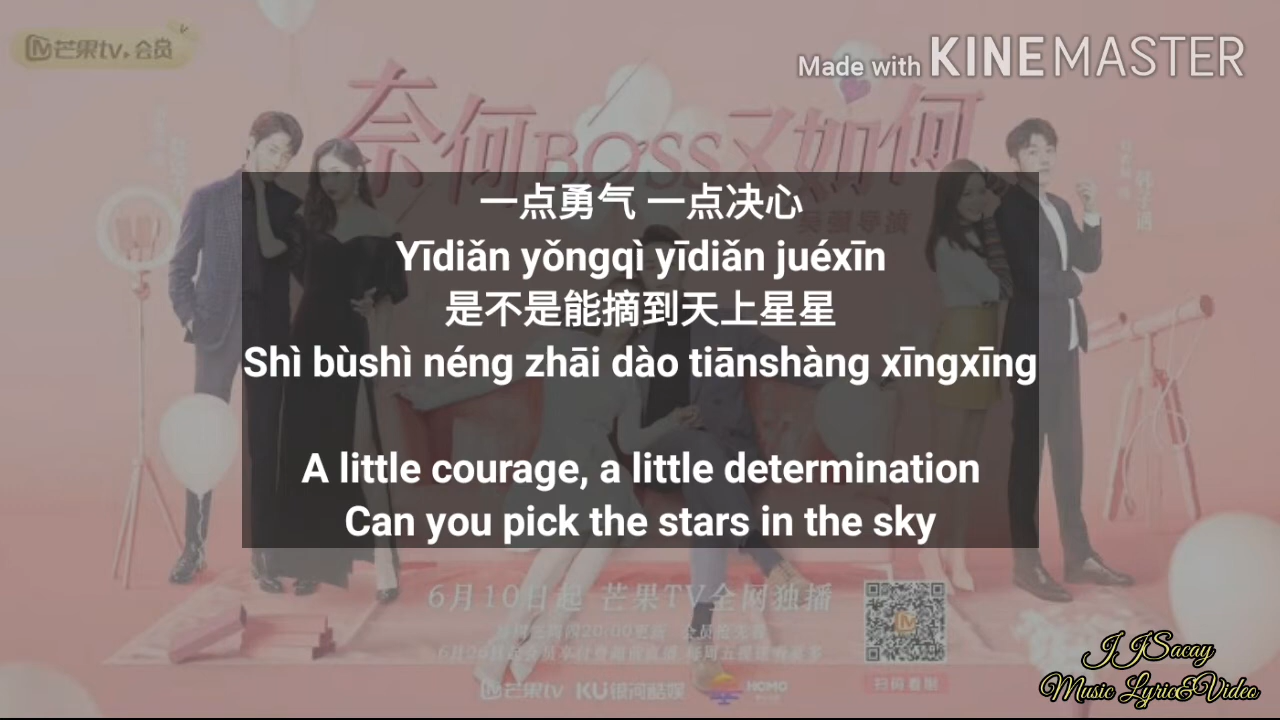 芒果tv, 会员
Made with KINEMASTER
奈何BOSS又如何
一点勇气 一点决心
Yīdiǎn yǒngqì yīdiǎn juéxīn
是不是能摘到天上星星
Shì bùshì néng zhāi dào tiānshàng xīngxīng
A little courage, a little determination
Can you pick the stars in the sky
6月10日起 芒果TV全网独播
芒果tv KU银河酷娱 HOMO
扫码看剧
JJSacay
Music Lyric&Video